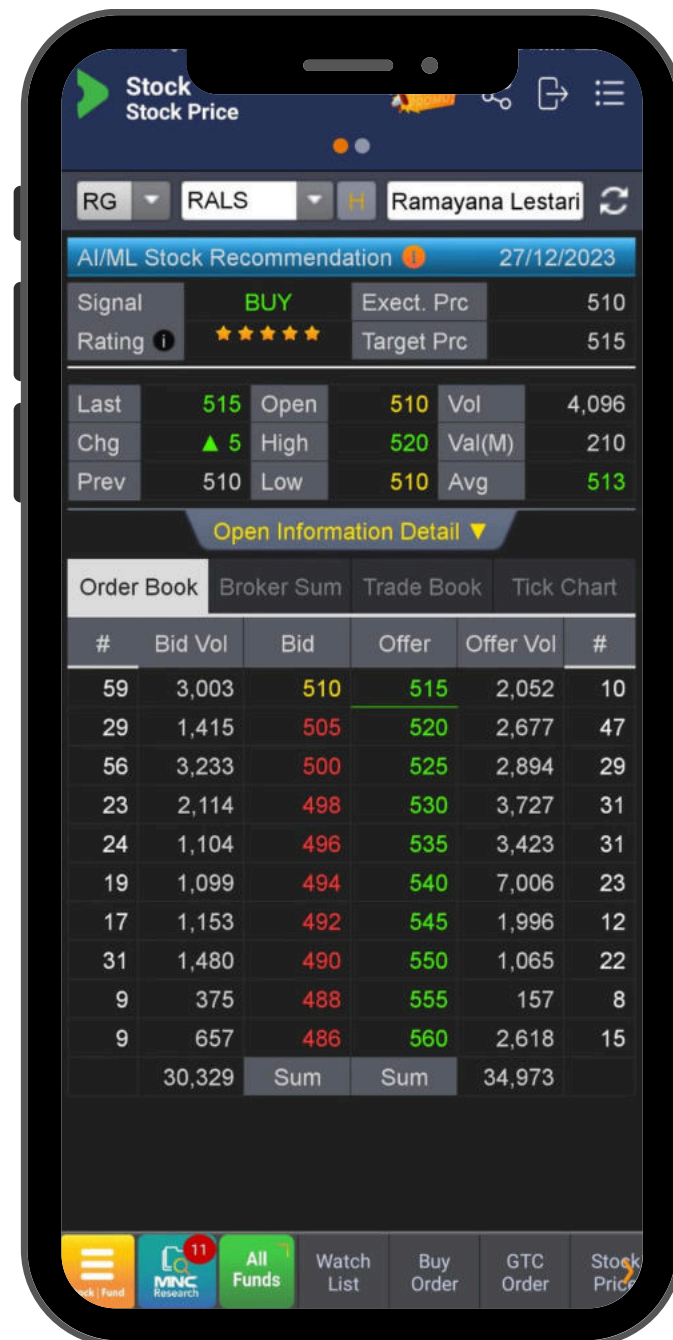 Stock
Stock Price
RG RALS H Ramayana Lestari
AI/ML Stock Recommendation 27/12/2023
Signal BUY Exect. Prc 510
Rating Target Prc 515
Last 515 Open 510 Vol 4,096
Chg ▲ 5 High 520 Val(M) 210
Prev 510 Low 510 Avg 513
Open Information Detail ▼
Order Book Broker Sum Trade Book Tick Chart
# Bid Vol Bid Offer Offer Vol #
59 3,003 510 515 2,052 10
29 1,415 505 520 2,677 47
56 3,233 500 525 2,894 29
23 2,114 498 530 3,727 31
24 1,104 496 535 3,423 31
19 1,099 494 540 7,006 23
17 1,153 492 545 1,996 12
31 1,480 490 550 1,065 22
9 375 488 555 157 8
9 657 486 560 2,618 15
30,329 Sum Sum 34,973
ock | Fund
11
MNC
Research
All
Funds
Watch
List
Buy
Order
GTC
Order
Stock
Price